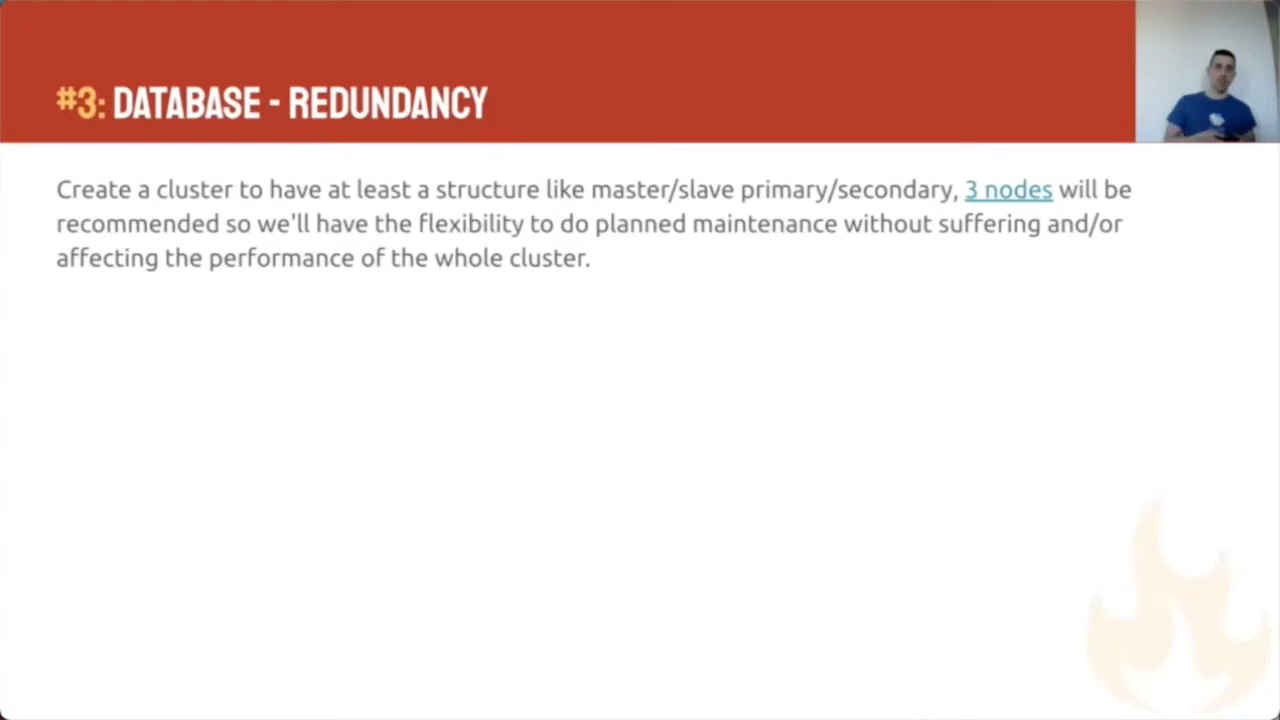 #3: DATABASE - REDUNDANCY
Create a cluster to have at least a structure like master/slave primary/secondary, 3 nodes will be
recommended so we'll have the flexibility to do planned maintenance without suffering and/or
affecting the performance of the whole cluster.